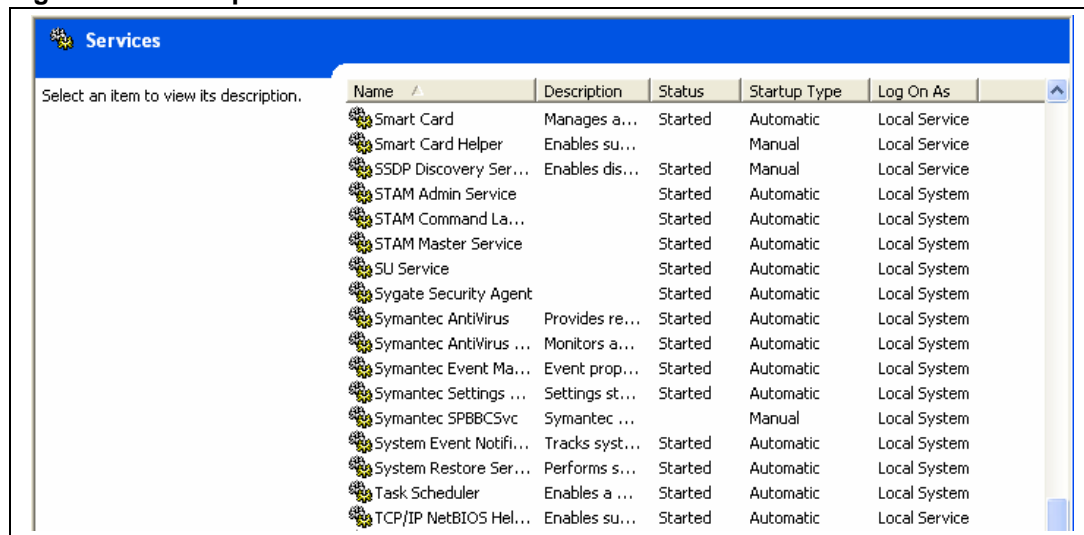 Services
Select an item to view its description.
Name Description Status Startup Type Log On As
Smart Card Manages a... Started Automatic Local Service
Smart Card Helper Enables su... Manual Local Service
SSDP Discovery Ser... Enables dis... Started Manual Local Service
STAM Admin Service Started Automatic Local System
STAM Command La... Started Automatic Local System
STAM Master Service Started Automatic Local System
SU Service Started Automatic Local System
Sygate Security Agent Started Automatic Local System
Symantec AntiVirus Provides re... Started Automatic Local System
Symantec AntiVirus ... Monitors a... Started Automatic Local System
Symantec Event Ma... Event prop... Started Automatic Local System
Symantec Settings ... Settings st... Started Automatic Local System
Symantec SPBBCSvc Symantec ... Manual Local System
System Event Notifi... Tracks syst... Started Automatic Local System
System Restore Ser... Performs s... Started Automatic Local System
Task Scheduler Enables a ... Started Automatic Local System
TCP/IP NetBIOS Hel... Enables su... Started Automatic Local Service